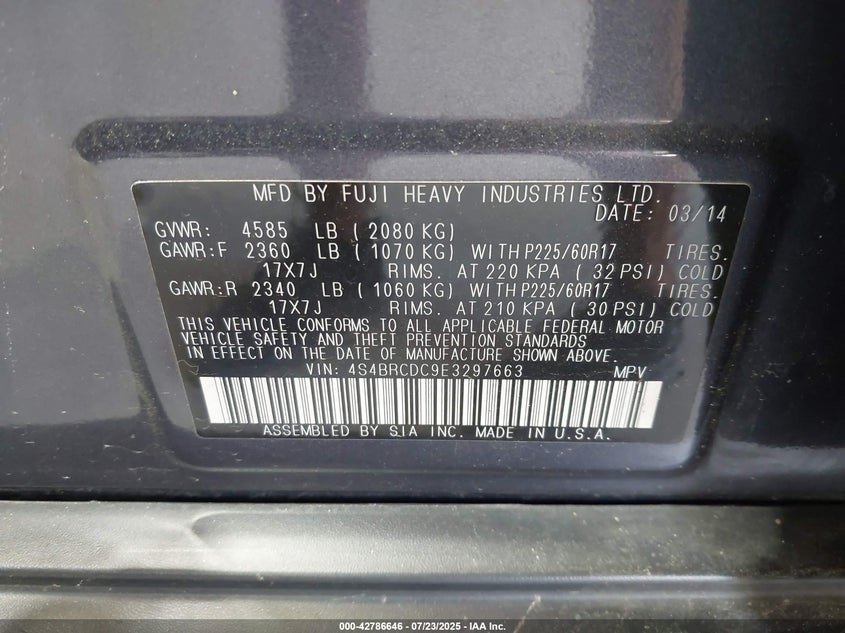 MFD BY FUJI HEAVY INDUSTRIES LTD.
DATE: 03/14
GVWR: 4585 LB ( 2080 KG)
GAWR:F 2360 LB ( 1070 KG) WITH P225/60R17 TIRES.
17X7J RIMS. AT 220 KPA ( 32 PSI) COLD
GAWR:R 2340 LB ( 1060 KG) WITH P225/60R17 TIRES.
17X7J RIMS. AT 210 KPA ( 30 PSI) COLD
THIS VEHICLE CONFORMS TO ALL APPLICABLE FEDERAL MOTOR
VEHICLE SAFETY AND THEFT PREVENTION STANDARDS
IN EFFECT ON THE DATE OF MANUFACTURE SHOWN ABOVE.
VIN: 4S4BRCDC9E3297663 MPV
ASSEMBLED BY SIA INC. MADE IN U.S.A.
000-42786646 - 07/23/2025 - IAA Inc.